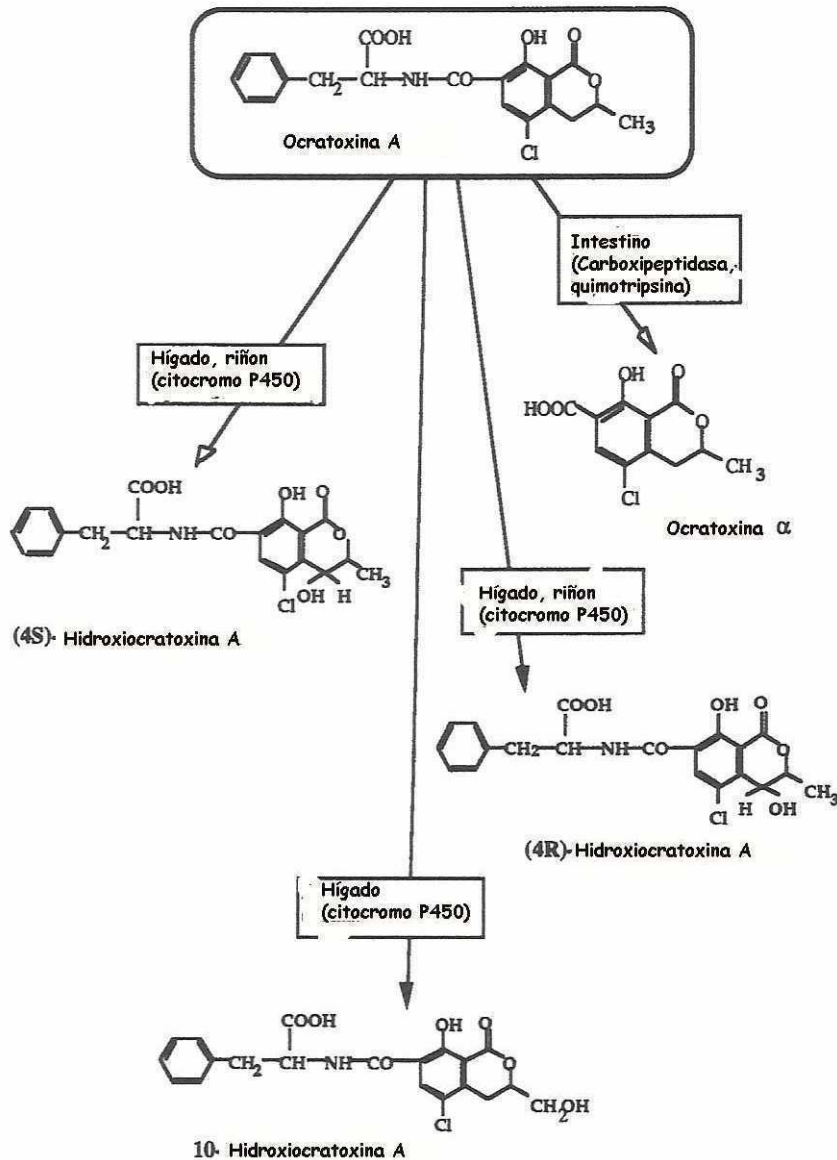 COOH
OH
O
CH2
CH
NH
CO
O
CH3
Cl
Ocratoxina A
Intestino
(Carboxipeptidasa,
quimotripsina)
Hígado, riñon
(citocromo P450)
OH
O
HOOC
O
CH3
Cl
Ocratoxina α
COOH
OH
O
CH2
CH
NH
CO
O
CH3
Cl
OH
H
(4S)- Hidroxiocratoxina A
Hígado, riñon
(citocromo P450)
COOH
OH
O
CH2
CH
NH
CO
O
CH3
Cl
H
OH
(4R)- Hidroxiocratoxina A
Hígado
(citocromo P450)
COOH
OH
O
CH2
CH
NH
CO
O
CH2OH
Cl
10- Hidroxiocratoxina A